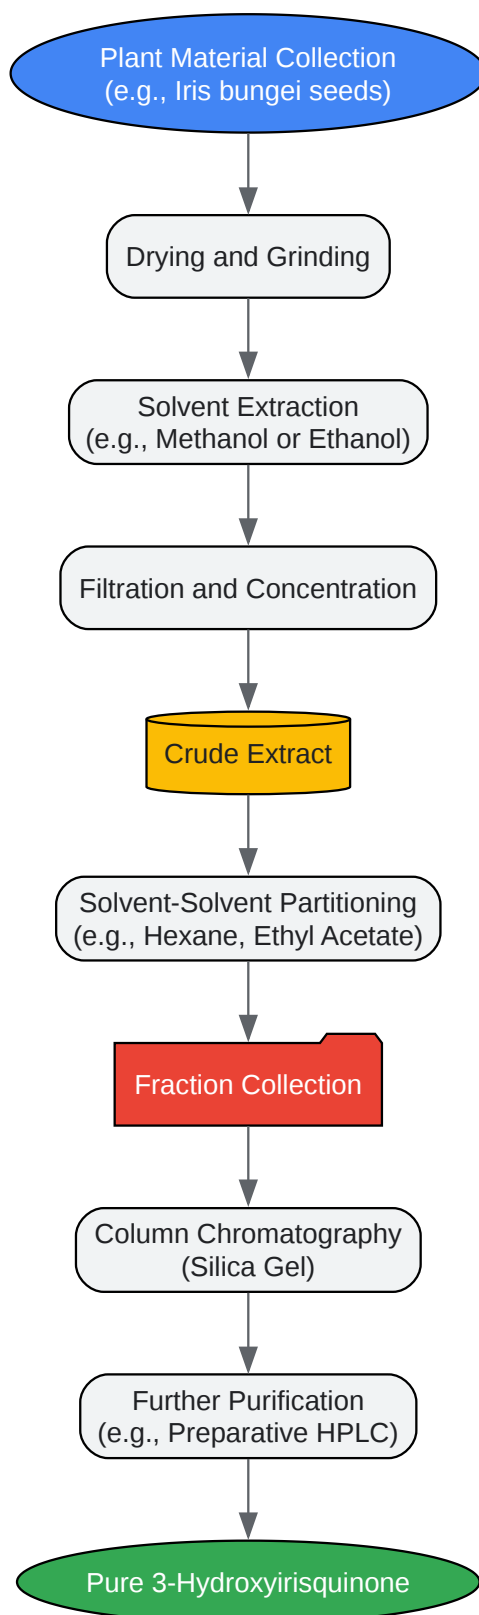 Plant Material Collection
(e.g., Iris bungei seeds)
Drying and Grinding
Solvent Extraction
(e.g., Methanol or Ethanol)
Filtration and Concentration
Crude Extract
Solvent-Solvent Partitioning
(e.g., Hexane, Ethyl Acetate)
Fraction Collection
Column Chromatography
(Silica Gel)
Further Purification
(e.g., Preparative HPLC)
Pure 3-Hydroxyirisquinone